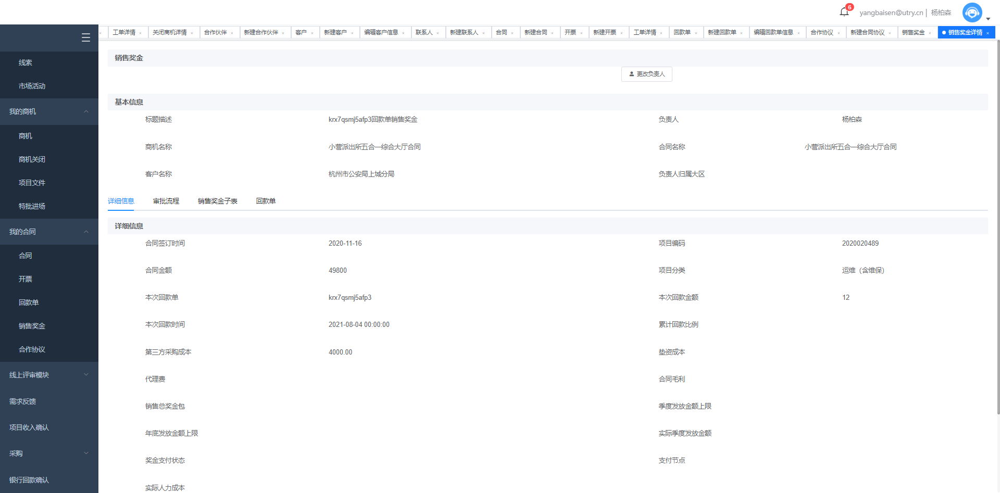 6
yangbaisen@utry.cn | 杨柏森
工单详情 × 关闭商机详情 × 合作伙伴 × 新建合作伙伴 × 客户 × 新建客户 × 编辑客户信息 × 联系人 × 新建联系人 × 合同 × 新建合同 × 开票 × 新建开票 × 工单详情 × 回款单 × 新建回款单 × 编辑回款单信息 × 合作协议 × 新建合同协议 × 销售奖金 × 销售奖金详情 ×
线索
市场活动
我的商机
商机
商机关闭
项目文件
特批进场
我的合同
合同
开票
回款单
销售奖金
合作协议
线上评审模块
需求反馈
项目收入确认
采购
银行回款确认
销售奖金
更改负责人
基本信息
标题描述 krx7qsmj5afp3回款单销售奖金 负责人 杨柏森
商机名称 小营派出所五合一综合大厅合同 合同名称 小营派出所五合一综合大厅合同
客户名称 杭州市公安局上城分局 负责人归属大区
详细信息 审批流程 销售奖金子表 回款单
详细信息
合同签订时间 2020-11-16 项目编码 2020020489
合同金额 49800 项目分类 运维（含维保）
本次回款单 krx7qsmj5afp3 本次回款金额 12
本次回款时间 2021-08-04 00:00:00 累计回款比例
第三方采购成本 4000.00 垫资成本
代理费 合同毛利
销售总奖金包 季度发放金额上限
年底发放金额上限 实际季度发放金额
奖金支付状态 支付节点
实际人力成本